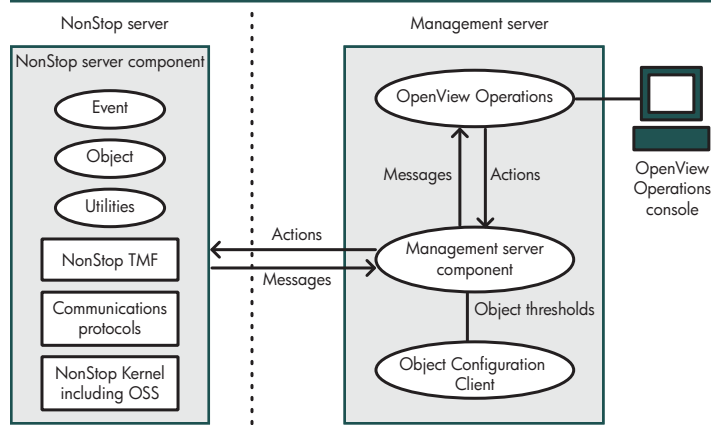 NonStop server
Management server
NonStop server component
Event
Object
Utilities
NonStop TMF
Communications
protocols
NonStop Kernel
including OSS
Actions
Messages
OpenView Operations
Messages
Actions
Management server
component
Object thresholds
Object Configuration
Client
OpenView
Operations
console